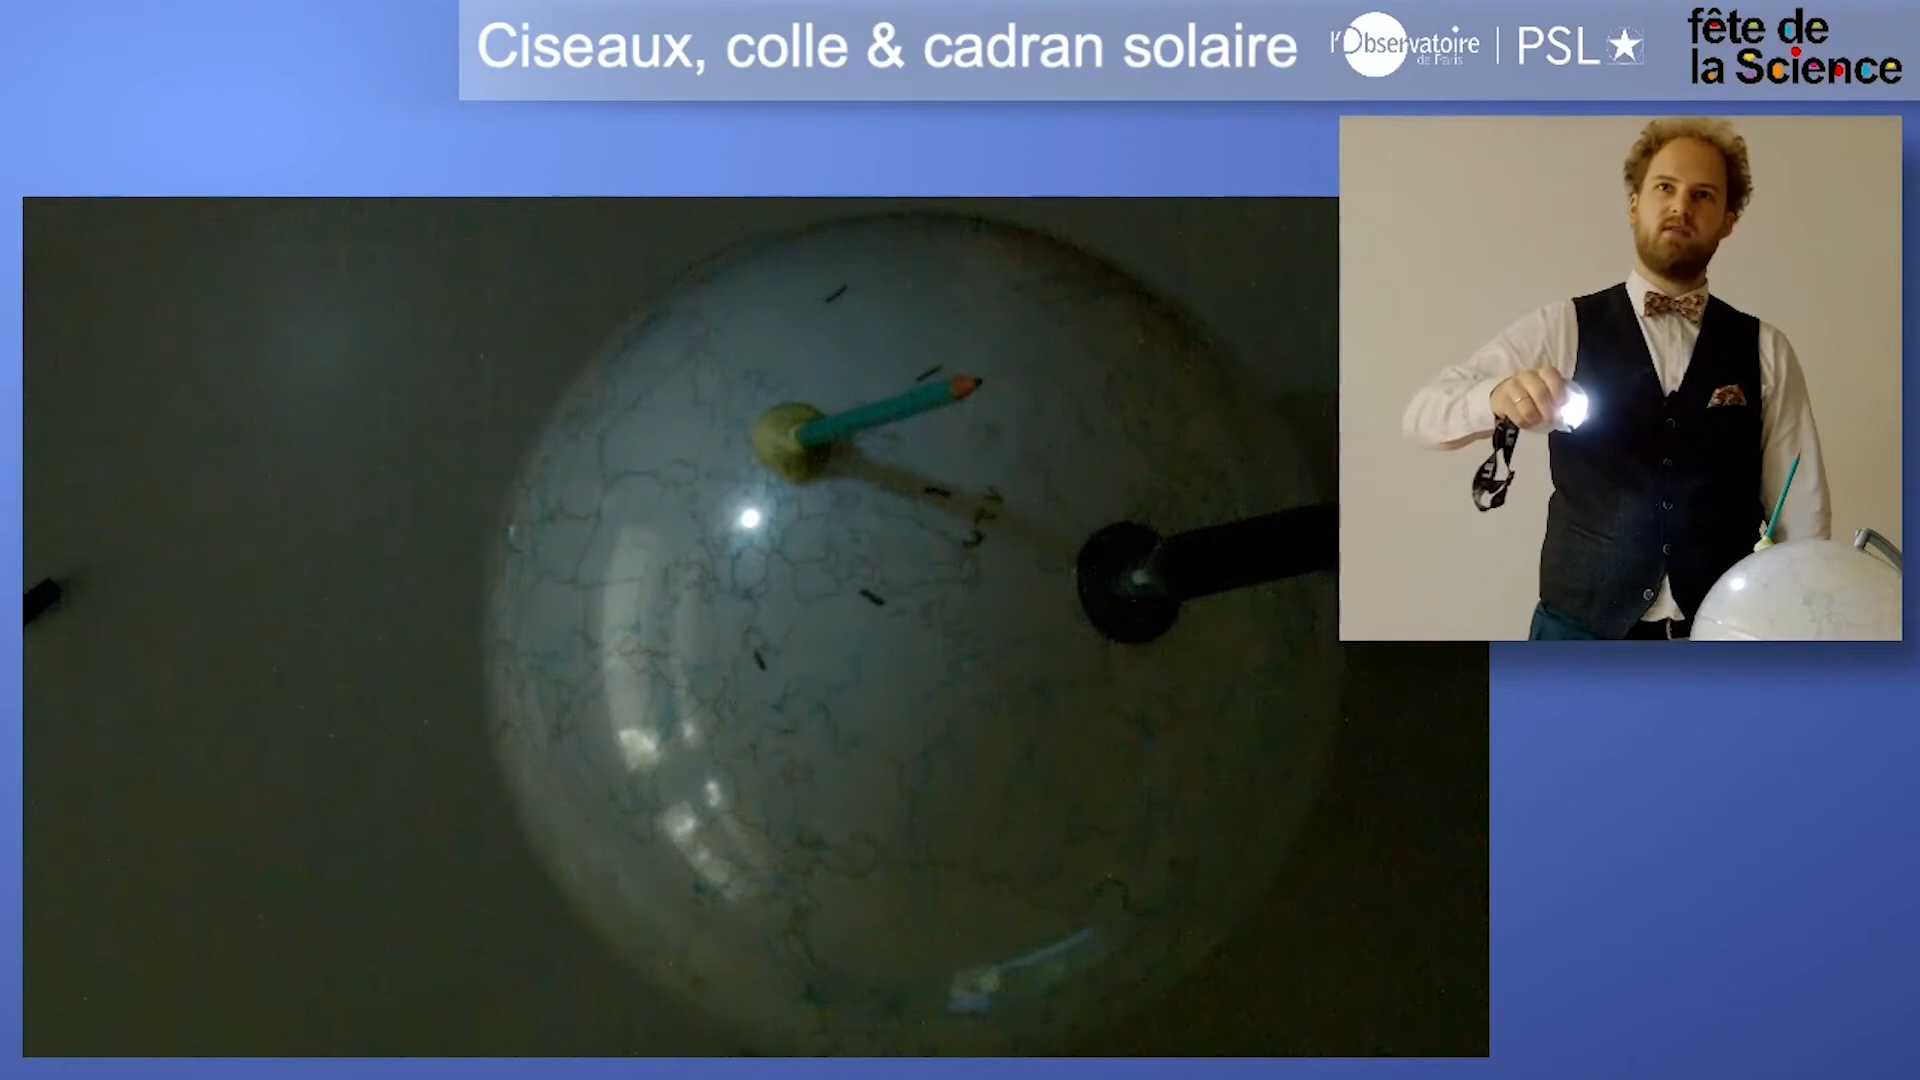 Ciseaux, colle & cadran solaire
l'Observatoire
de Paris
PSL
fête de
la Science